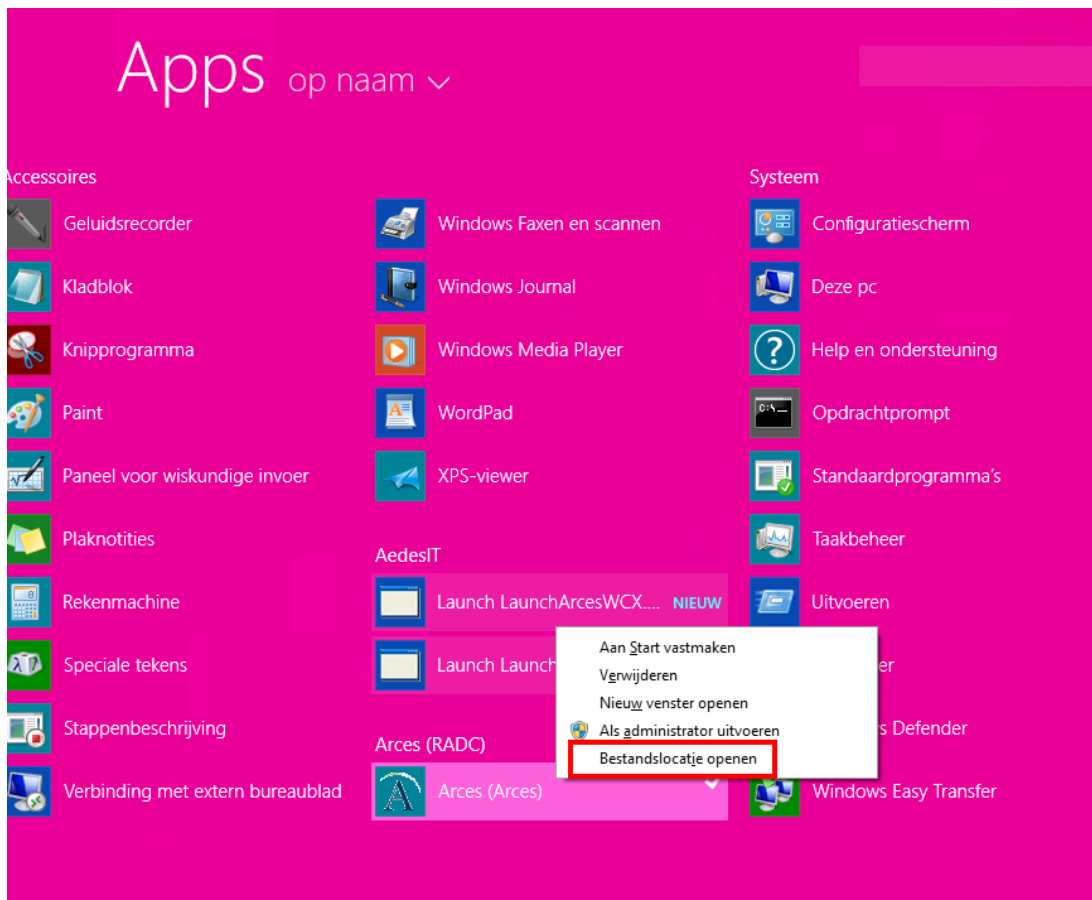 Apps op naam
Accessoires
Geluidsrecorder
Kladblok
Knipprogramma
Paint
Paneel voor wiskundige invoer
Plaknotities
Rekenmachine
Speciale tekens
Stappenbeschrijving
Verbinding met extern bureaublad
Windows Faxen en scannen
Windows Journal
Windows Media Player
WordPad
XPS-viewer
AedesIT
Launch LaunchArcesWCX.... NIEUW
Launch Launch
Arces (RADC)
Arces (Arces)
Aan Start vastmaken
Verwijderen
Nieuw venster openen
Als administrator uitvoeren
Bestandslocatie openen
Systeem
Configuratiescherm
Deze pc
Help en ondersteuning
C:\
Opdrachtprompt
Standaardprogramma's
Taakbeheer
Uitvoeren
er
s Defender
Windows Easy Transfer